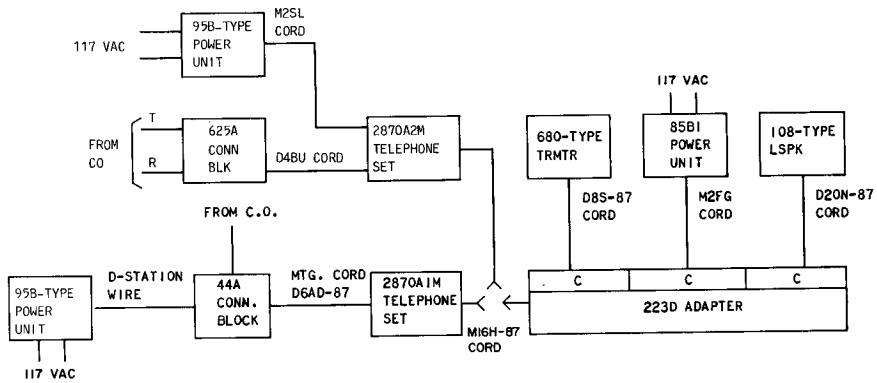 95B-TYPE
POWER
UNIT
M2SL
CORD
117 VAC
FROM
CO
T
R
625A
CONN
BLK
D4BU CORD
2870A2M
TELEPHONE
SET
680-TYPE
TRMTR
117 VAC
85B1
POWER
UNIT
108-TYPE
LSPK
D8S-87
CORD
M2FG
CORD
D20N-87
CORD
FROM C.O.
95B-TYPE
POWER
UNIT
D-STATION
WIRE
44A
CONN.
BLOCK
MTG. CORD
D6AD-87
2870A1M
TELEPHONE
SET
M16H-87
CORD
C
C
C
223D ADAPTER
117 VAC